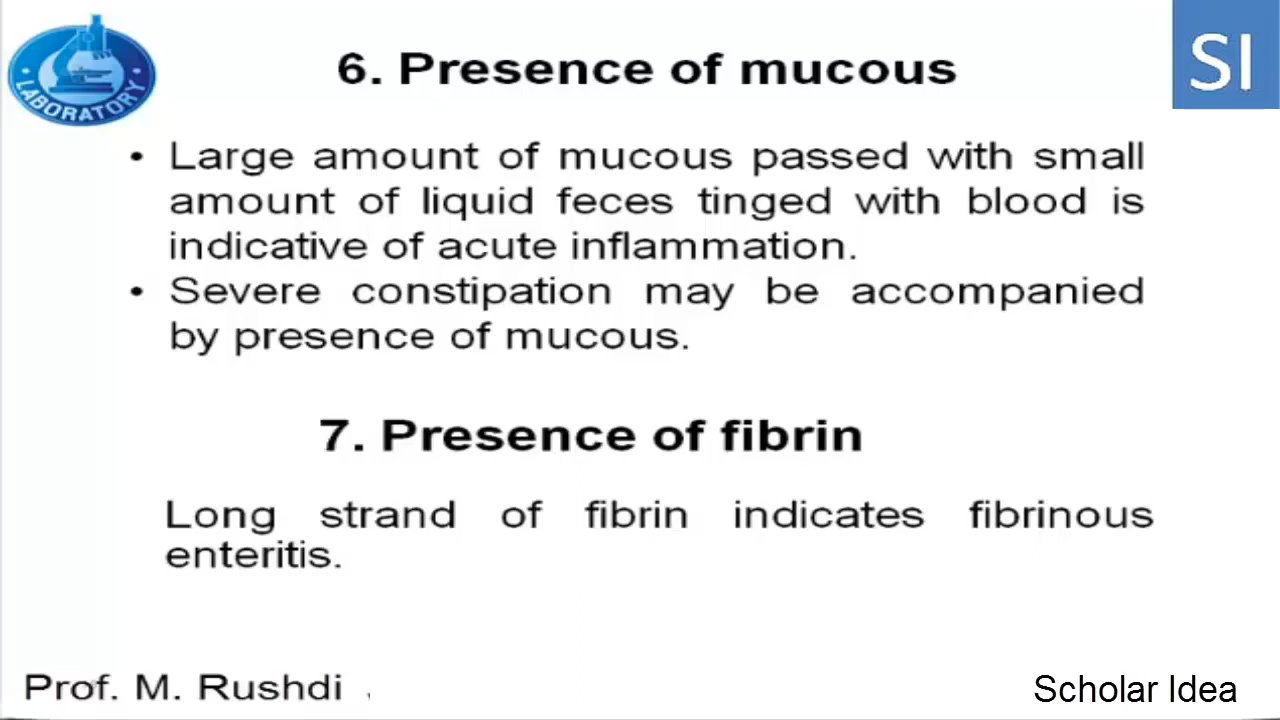 LABORATORY
SI
6. Presence of mucous
• Large amount of mucous passed with small
amount of liquid feces tinged with blood is
indicative of acute inflammation.
• Severe constipation may be accompanied
by presence of mucous.
7. Presence of fibrin
Long strand of fibrin indicates fibrinous
enteritis.
Prof. M. Rushdi
Scholar Idea